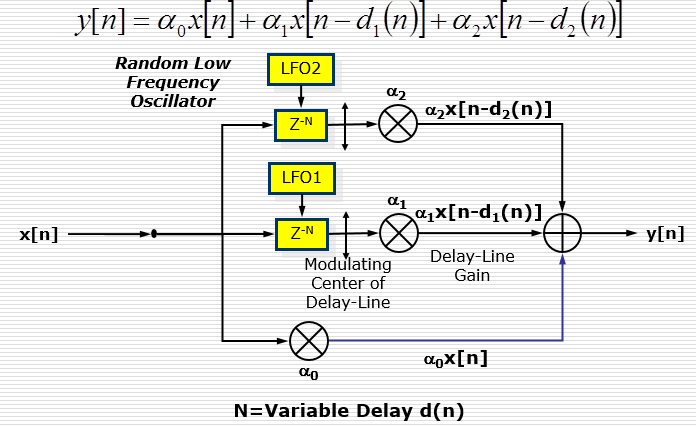 y[n] = α₀x[n] + α₁x[n − d₁(n)] + α₂x[n − d₂(n)]
Random Low
Frequency
Oscillator
LFO2
Z⁻ᴺ
α₂
α₂x[n-d₂(n)]
LFO1
Z⁻ᴺ
α₁
α₁x[n-d₁(n)]
x[n]
y[n]
Modulating
Center of
Delay-Line
Delay-Line
Gain
α₀
α₀x[n]
N=Variable Delay d(n)